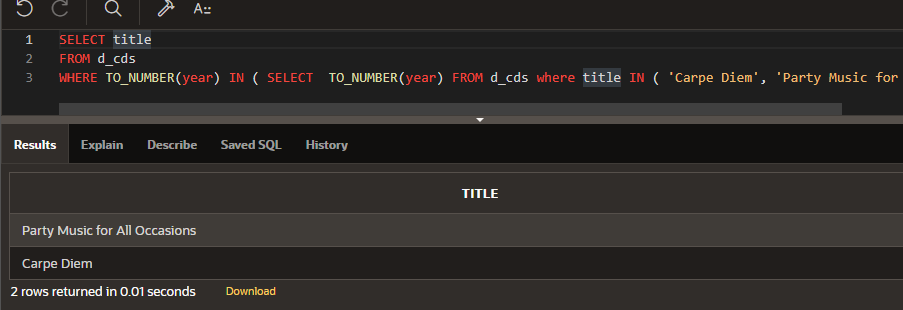 A::
1 SELECT title
2 FROM d_cds
3 WHERE TO_NUMBER(year) IN ( SELECT  TO_NUMBER(year) FROM d_cds where title IN ( 'Carpe Diem', 'Party Music for
Results Explain Describe Saved SQL History
TITLE
Party Music for All Occasions
Carpe Diem
2 rows returned in 0.01 seconds Download